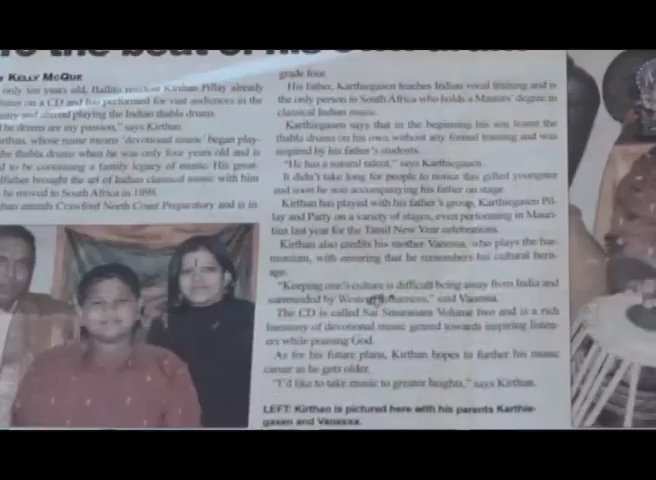 KELLY MCQUE
only ten years old, Ballito resident Kirthan Pillay already
on a CD and has performed for vast audiences in the
and abroad playing the Indian thabla drums.
drums are my passion," says Kirthan.
whose name means 'devotional music' began play-
the thabla drums when he was only four years old and is
to be continuing a family legacy of music. His great-
brought the art of Indian classical music with him
he moved to South Africa in 1898.
attends Crawford North Coast Preparatory and is in
grade four.
His father, Karthiegasen teaches Indian vocal training and is
the only person in South Africa who holds a Masters' degree in
classical Indian music.
Karthiegasen says that in the beginning his son learnt the
thabla drums on his own without any formal training and was
inspired by his father's students.
"He has a natural talent," says Karthiegasen.
It didn't take long for people to notice this gifted youngster
and soon he was accompanying his father on stage.
Kirthan has played with his father's group, Karthiegasen Pil-
lay and Party on a variety of stages, even performing in Mauri-
tius last year for the Tamil New Year celebrations.
Kirthan also credits his mother Vanessa, who plays the har-
monium, with ensuring that he remembers his cultural herit-
age.
"Keeping one's culture is difficult being away from India and
surrounded by Western influences," said Vanessa.
The CD is called Sai Smaranam Volume two and is a rich
harmony of devotional music geared towards inspiring listen-
ers while praising God.
As for his future plans, Kirthan hopes to further his music
career as he gets older.
"I'd like to take music to greater heights," says Kirthan.
LEFT: Kirthan is pictured here with his parents Karthie-
gasen and Vanessa.